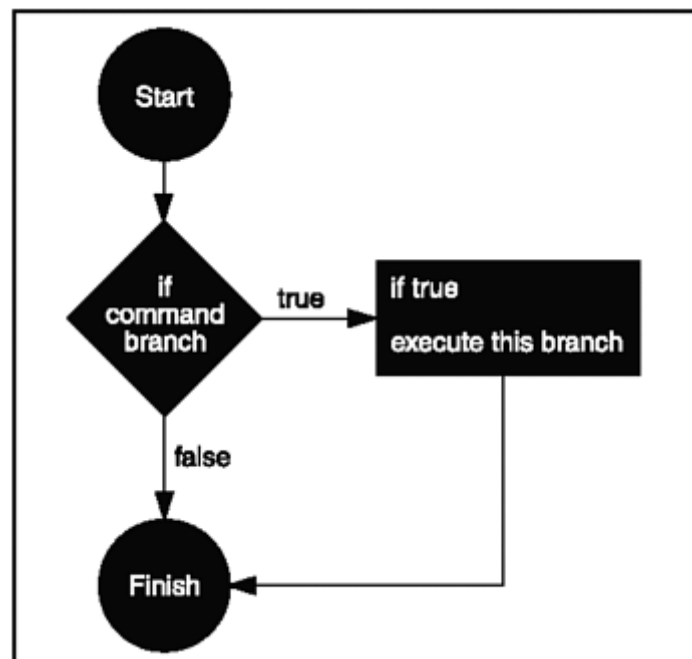 Start
if
command
branch
true
if true
execute this branch
false
Finish